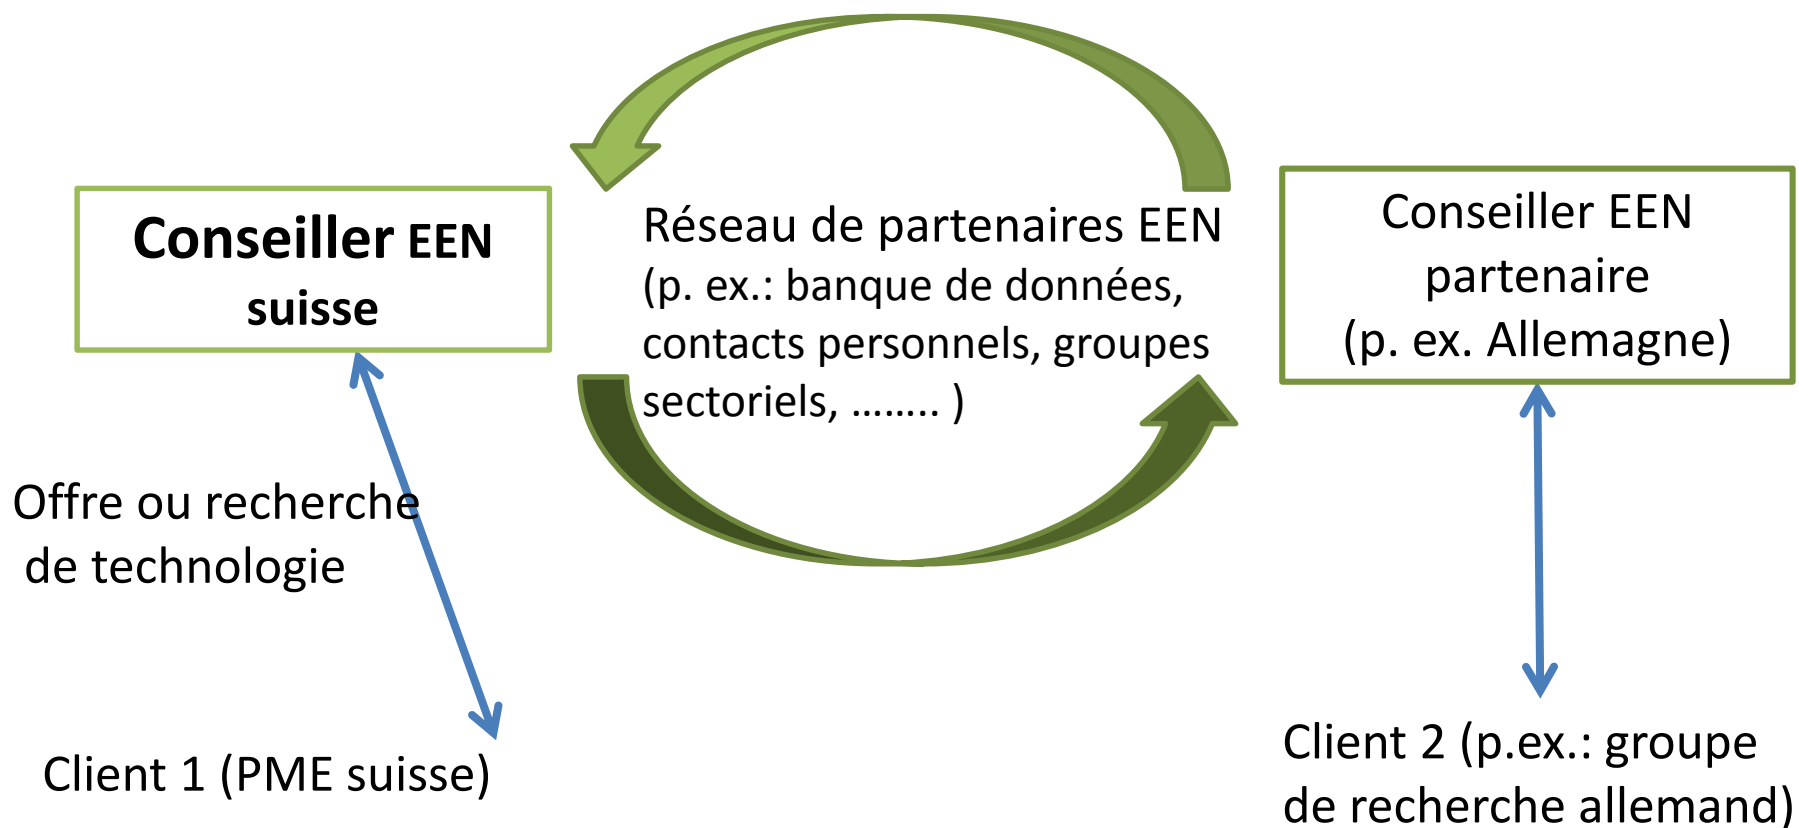 Conseiller EEN
suisse
Réseau de partenaires EEN
(p. ex.: banque de données,
contacts personnels, groupes
sectoriels, …….. )
Conseiller EEN
partenaire
(p. ex. Allemagne)
Offre ou recherche
de technologie
Client 1 (PME suisse)
Client 2 (p.ex.: groupe
de recherche allemand)